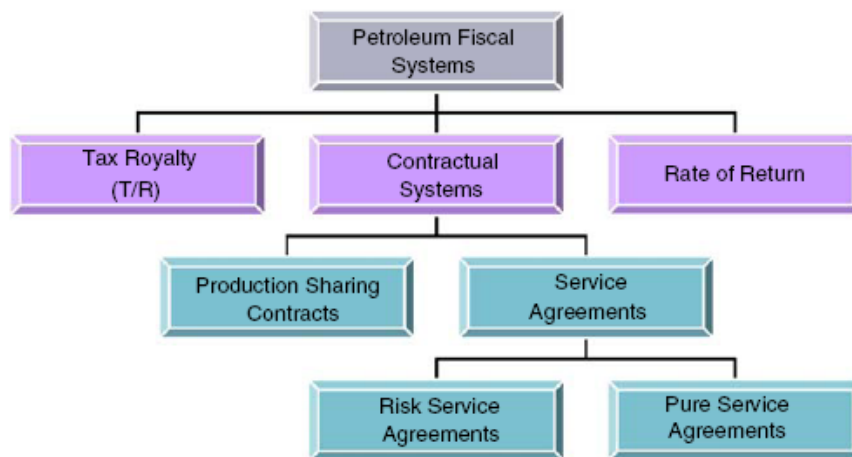 Petroleum Fiscal
Systems
Tax Royalty
(T/R)
Contractual
Systems
Rate of Return
Production Sharing
Contracts
Service
Agreements
Risk Service
Agreements
Pure Service
Agreements